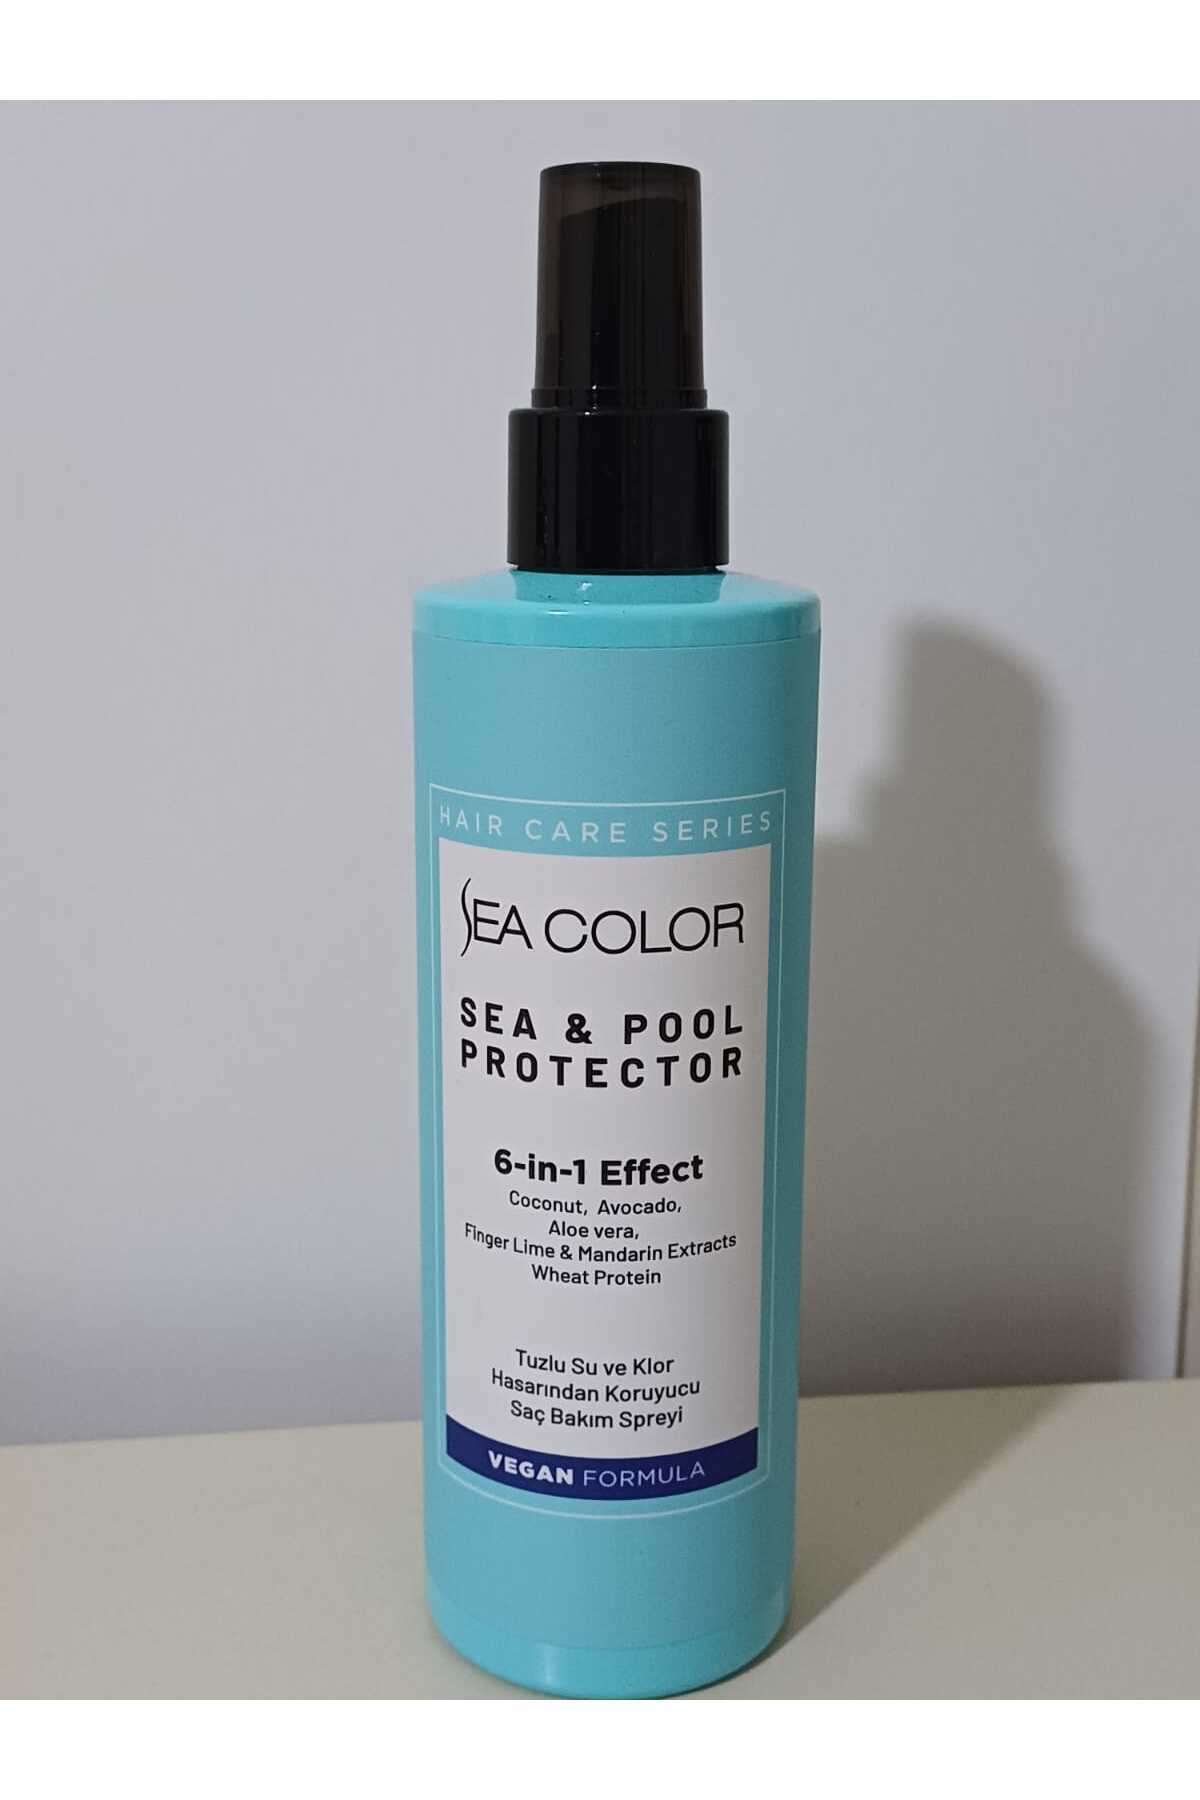 HAIR CARE SERIES
SEA COLOR
SEA & POOL
PROTECTOR
6-in-1 Effect
Coconut, Avocado,
Aloe vera,
Finger Lime & Mandarin Extracts
Wheat Protein
Tuzlu Su ve Klor
Hasarından Koruyucu
Saç Bakım Spreyi
VEGAN FORMULA